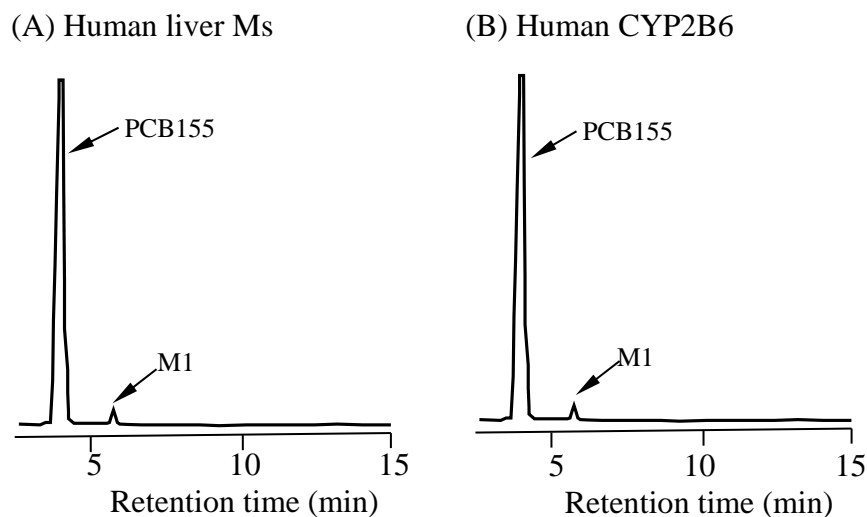 (A) Human liver Ms
PCB155
M1
5 10 15
Retention time (min)
(B) Human CYP2B6
PCB155
M1
5 10 15
Retention time (min)